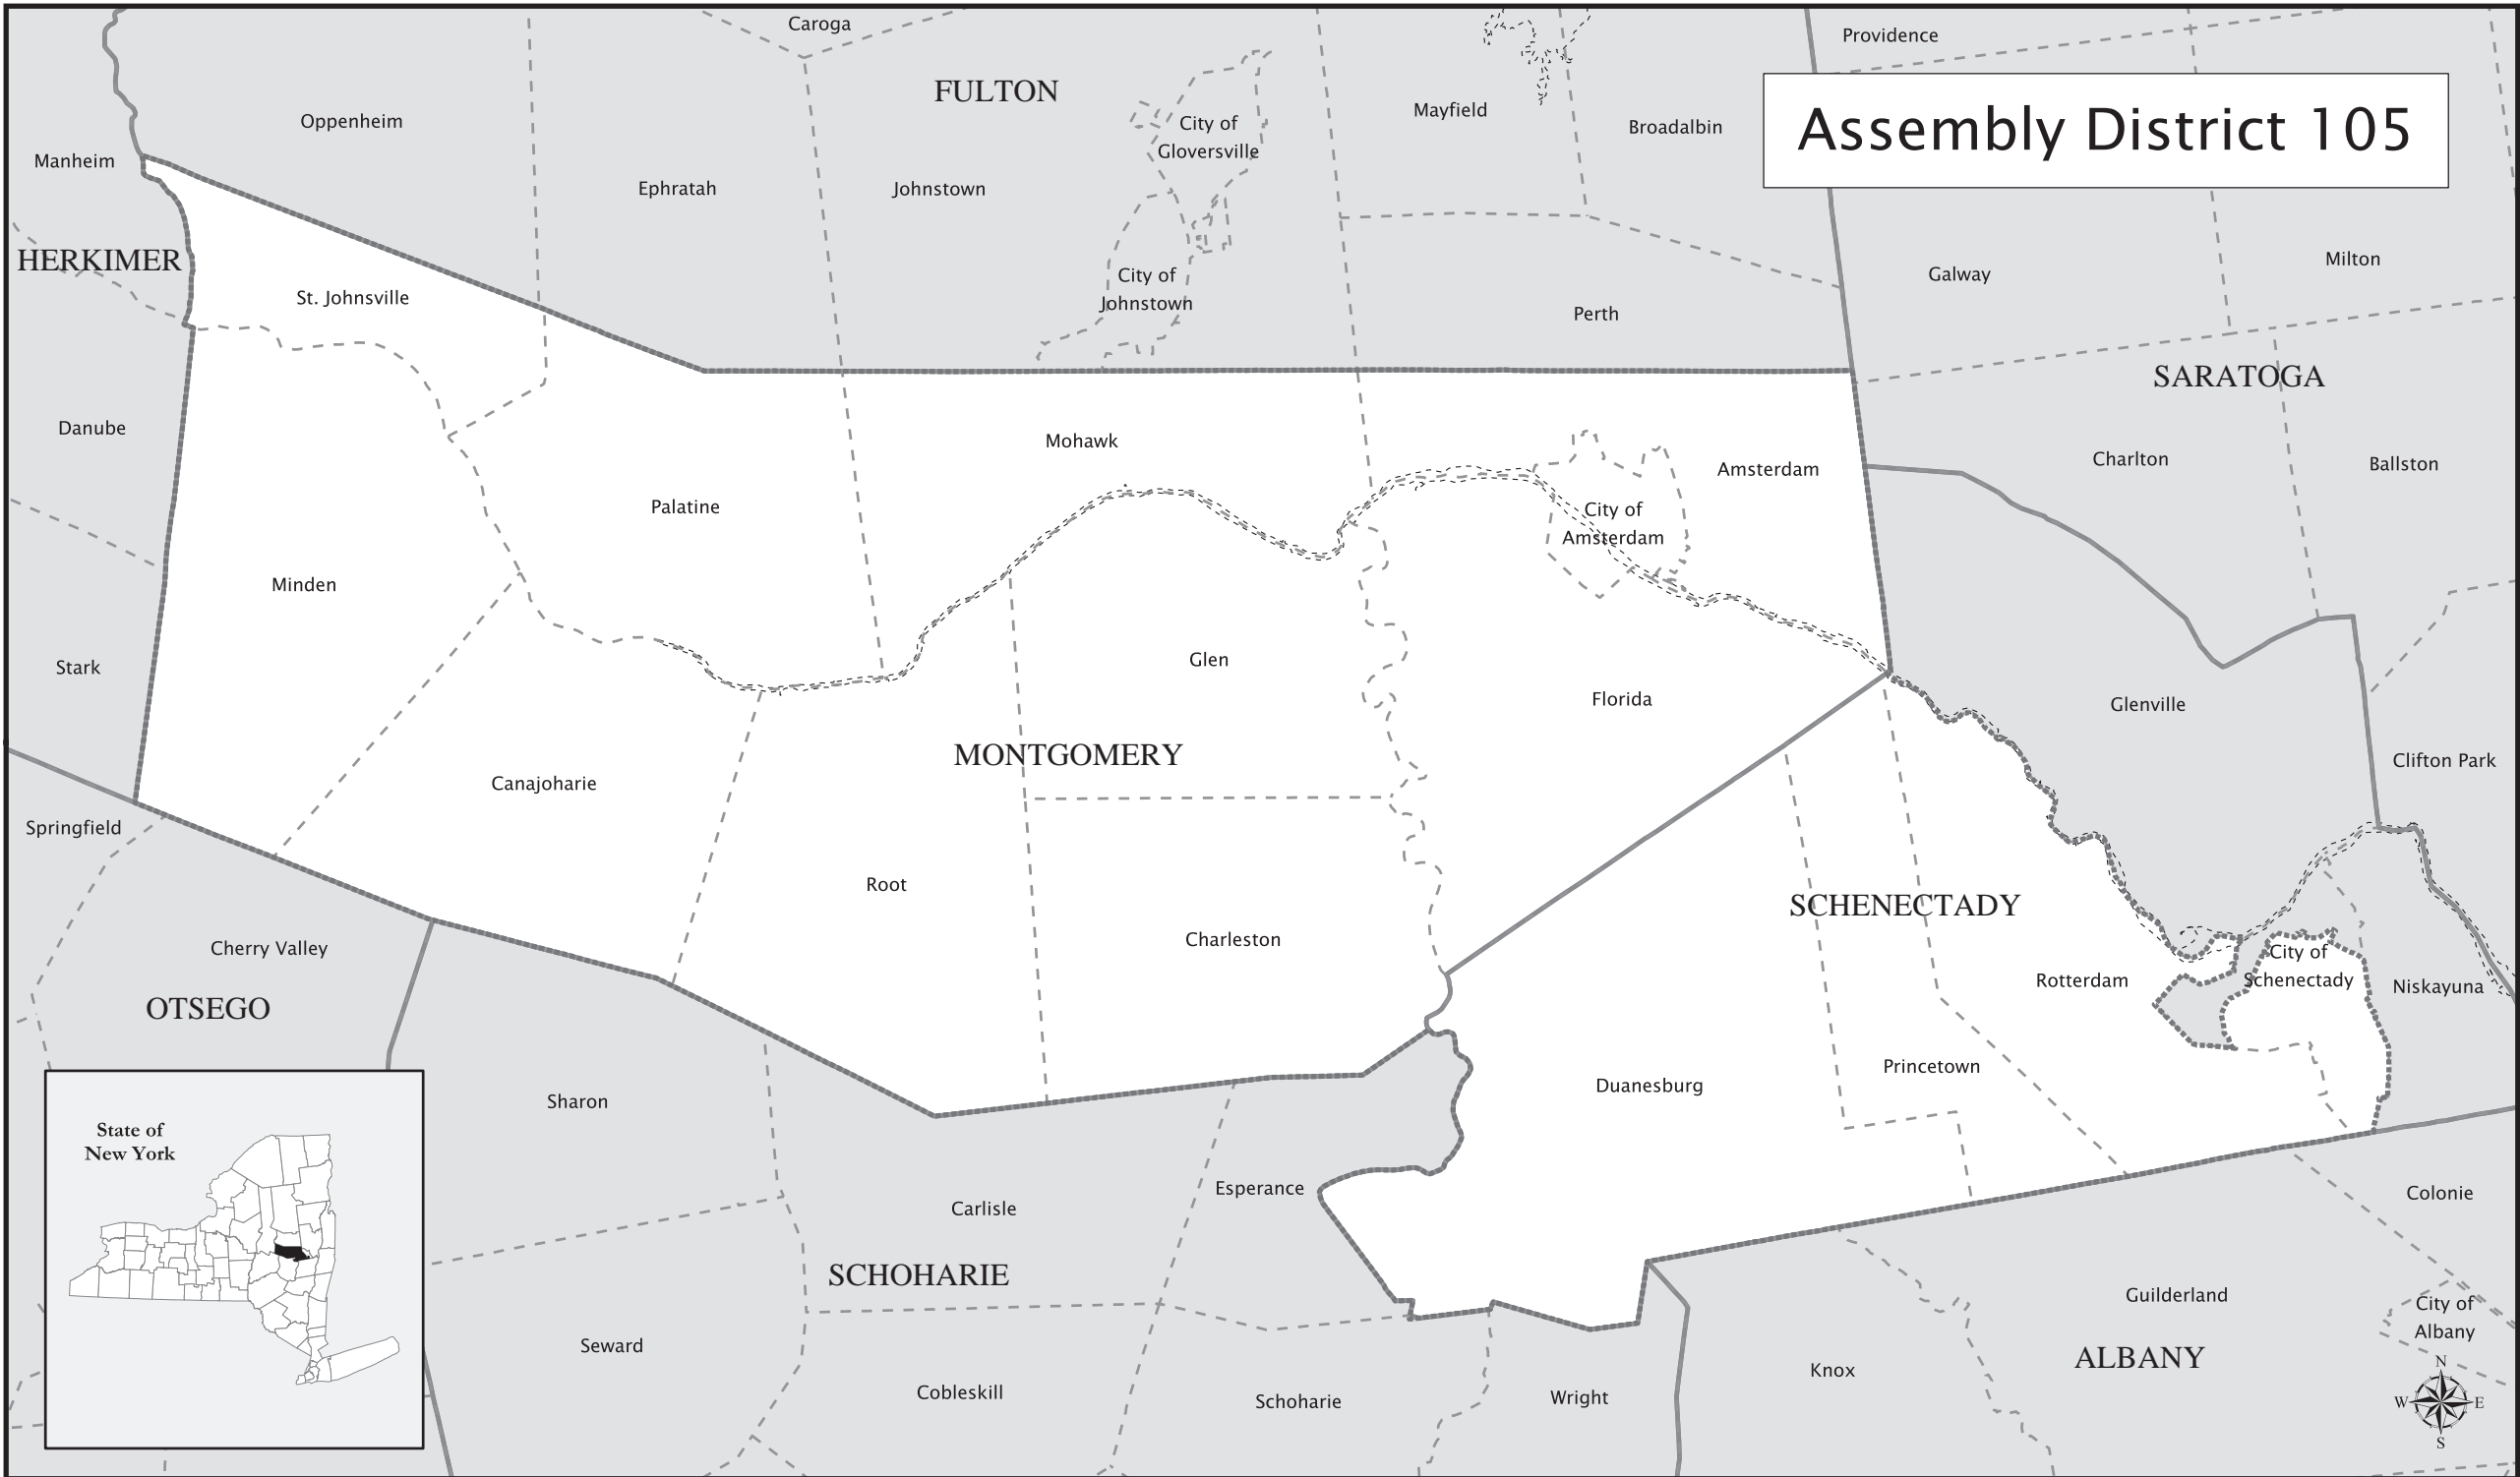 Caroga
Providence
FULTON
Assembly District 105
Oppenheim
Mayfield
Broadalbin
City of
Gloversville
Manheim
Ephratah
Johnstown
HERKIMER
Milton
Galway
City of
Johnstown
St. Johnsville
Perth
SARATOGA
Danube
Mohawk
Amsterdam
Charlton
Ballston
Palatine
City of
Amsterdam
Minden
Glen
Stark
Florida
Glenville
MONTGOMERY
Clifton Park
Canajoharie
Springfield
Root
SCHENECTADY
Charleston
Cherry Valley
City of
Schenectady
Rotterdam
Niskayuna
OTSEGO
Princetown
Duanesburg
Sharon
State of
New York
Esperance
Colonie
Carlisle
SCHOHARIE
Guilderland
City of
Albany
Seward
ALBANY
Knox
Cobleskill
Schoharie
Wright
N
W E
S